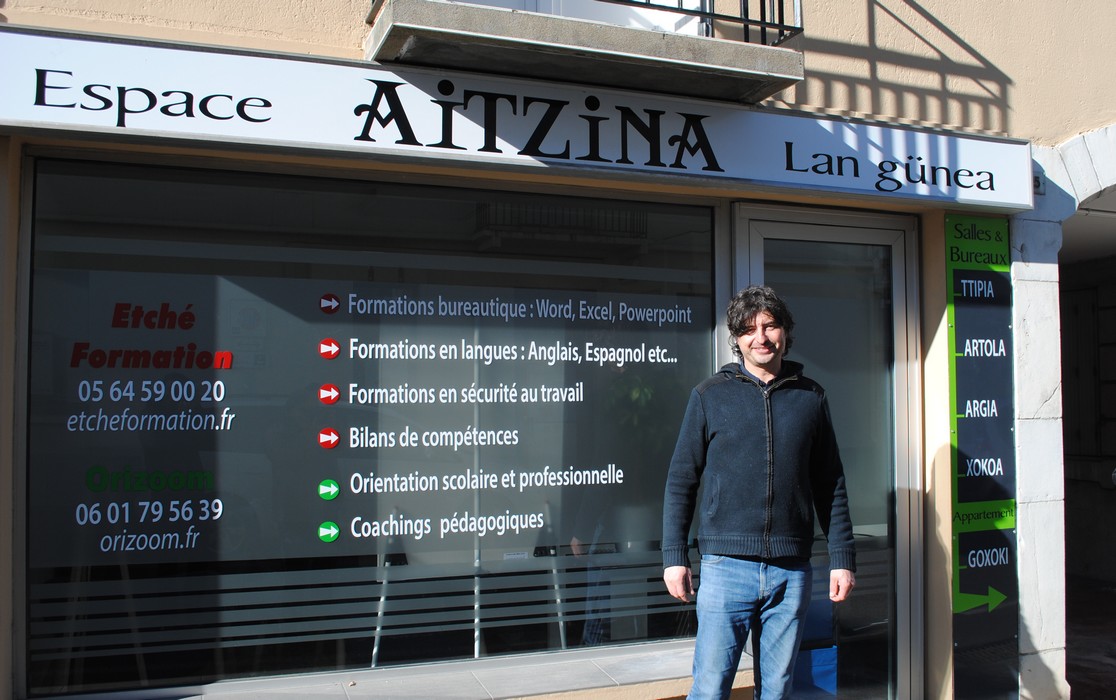 Espace AiTZiNA Lan günea
Etché
Formation
05 64 59 00 20
etcheformation.fr
Orizoom
06 01 79 56 39
orizoom.fr
Formations bureautique : Word, Excel, Powerpoint
Formations en langues : Anglais, Espagnol etc...
Formations en sécurité au travail
Bilans de compétences
Orientation scolaire et professionnelle
Coachings pédagogiques
Salles &
Bureaux
TTIPIA
ARTOLA
ARGIA
XOKOA
Appartement
GOXOKI